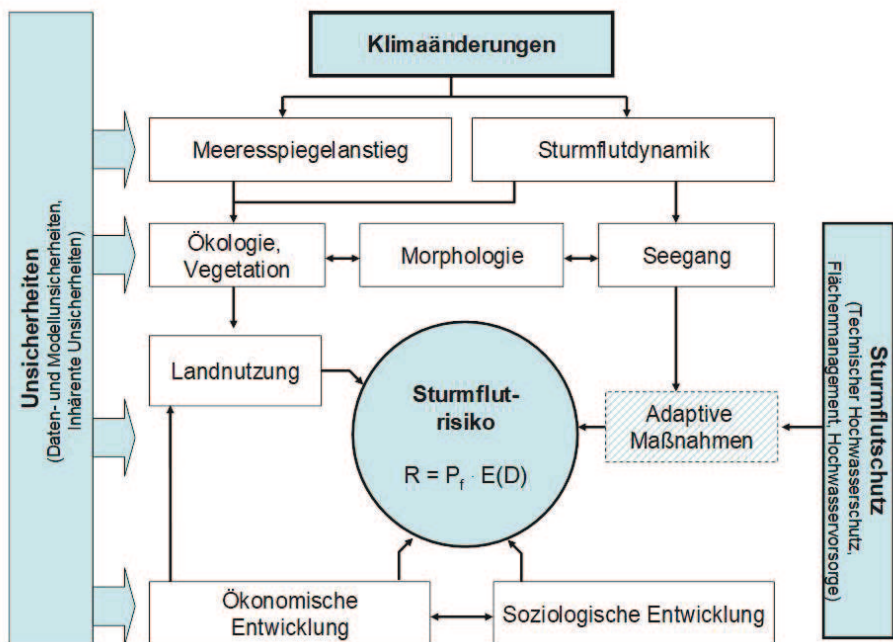 Klimaänderungen
Meeresspiegelanstieg
Sturmflutdynamik
Ökologie,
Vegetation
Morphologie
Seegang
Landnutzung
Sturmflut-
risiko
R = P_f · E(D)
Adaptive
Maßnahmen
Ökonomische
Entwicklung
Soziologische Entwicklung
Unsicherheiten
(Daten- und Modellunsicherheiten,
Inhärente Unsicherheiten)
Sturmflutschutz
(Technischer Hochwasserschutz,
Flächenmanagement, Hochwasservorsorge)